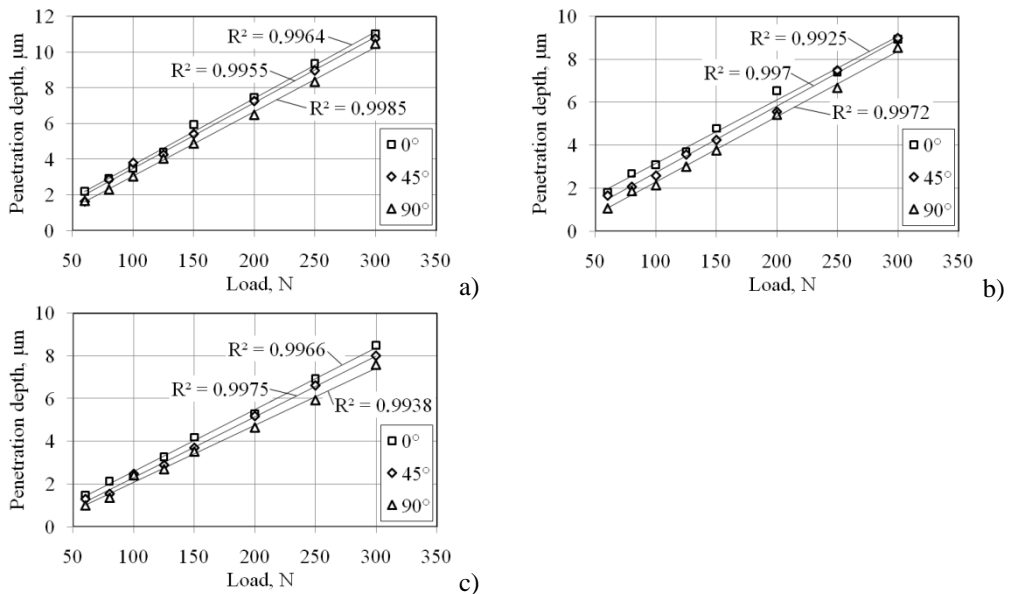 12
10
8
6
4
2
0
Penetration depth, µm
R² = 0.9964
R² = 0.9955
R² = 0.9985
0°
45°
90°
50 100 150 200 250 300 350
Load, N
a)
10
8
6
4
2
0
Penetration depth, µm
R² = 0.9925
R² = 0.997
R² = 0.9972
0°
45°
90°
50 100 150 200 250 300 350
Load, N
b)
10
8
6
4
2
0
Penetration depth, µm
R² = 0.9966
R² = 0.9975
R² = 0.9938
0°
45°
90°
50 100 150 200 250 300 350
Load, N
c)